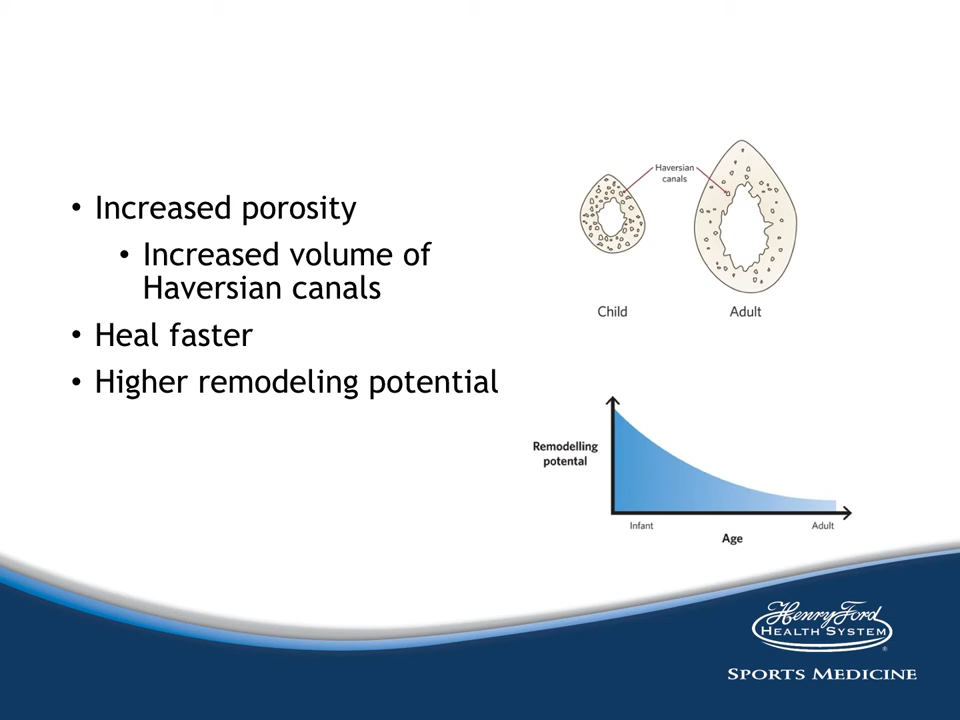 • Increased porosity
• Increased volume of
Haversian canals
• Heal faster
• Higher remodeling potential
Haversian
canals
Child
Adult
Remodelling
potental
Infant
Adult
Age
Henry Ford
HEALTH SYSTEM
®
SPORTS MEDICINE